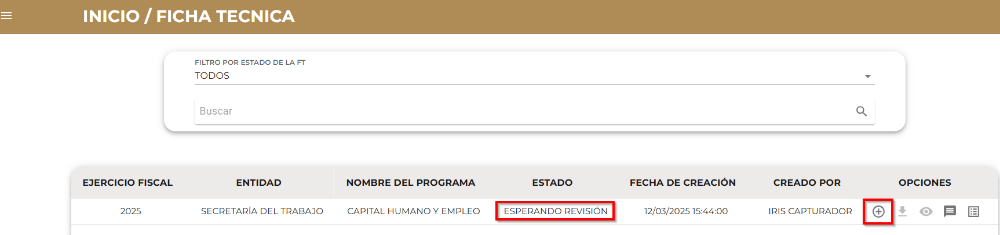 INICIO / FICHA TECNICA
FILTRO POR ESTADO DE LA FT
TODOS
Buscar
EJERCICIO FISCAL ENTIDAD NOMBRE DEL PROGRAMA ESTADO FECHA DE CREACIÓN CREADO POR OPCIONES
2025 SECRETARÍA DEL TRABAJO CAPITAL HUMANO Y EMPLEO ESPERANDO REVISIÓN 12/03/2025 15:44:00 IRIS CAPTURADOR